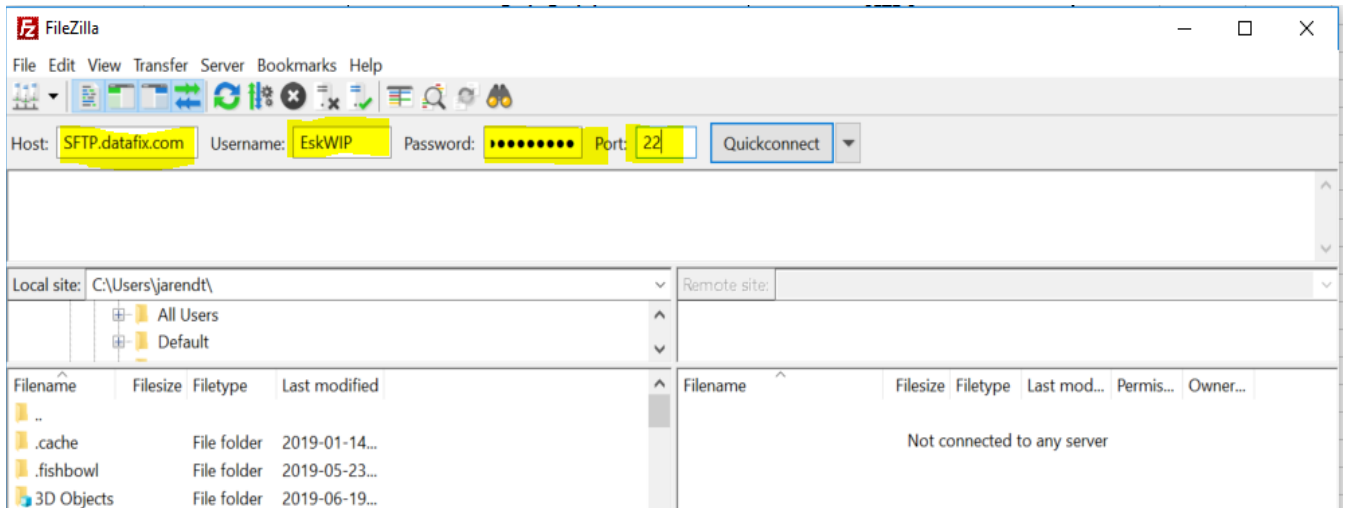 FileZilla
File Edit View Transfer Server Bookmarks Help
Host: SFTP.datafix.com Username: EskWIP Password: ●●●●●●●●● Port: 22 Quickconnect
Local site: C:\Users\jarendt\ Remote site:
All Users
Default
Filename Filesize Filetype Last modified Filename Filesize Filetype Last mod... Permis... Owner...
..
.cache File folder 2019-01-14... Not connected to any server
.fishbowl File folder 2019-05-23...
3D Objects File folder 2019-06-19...